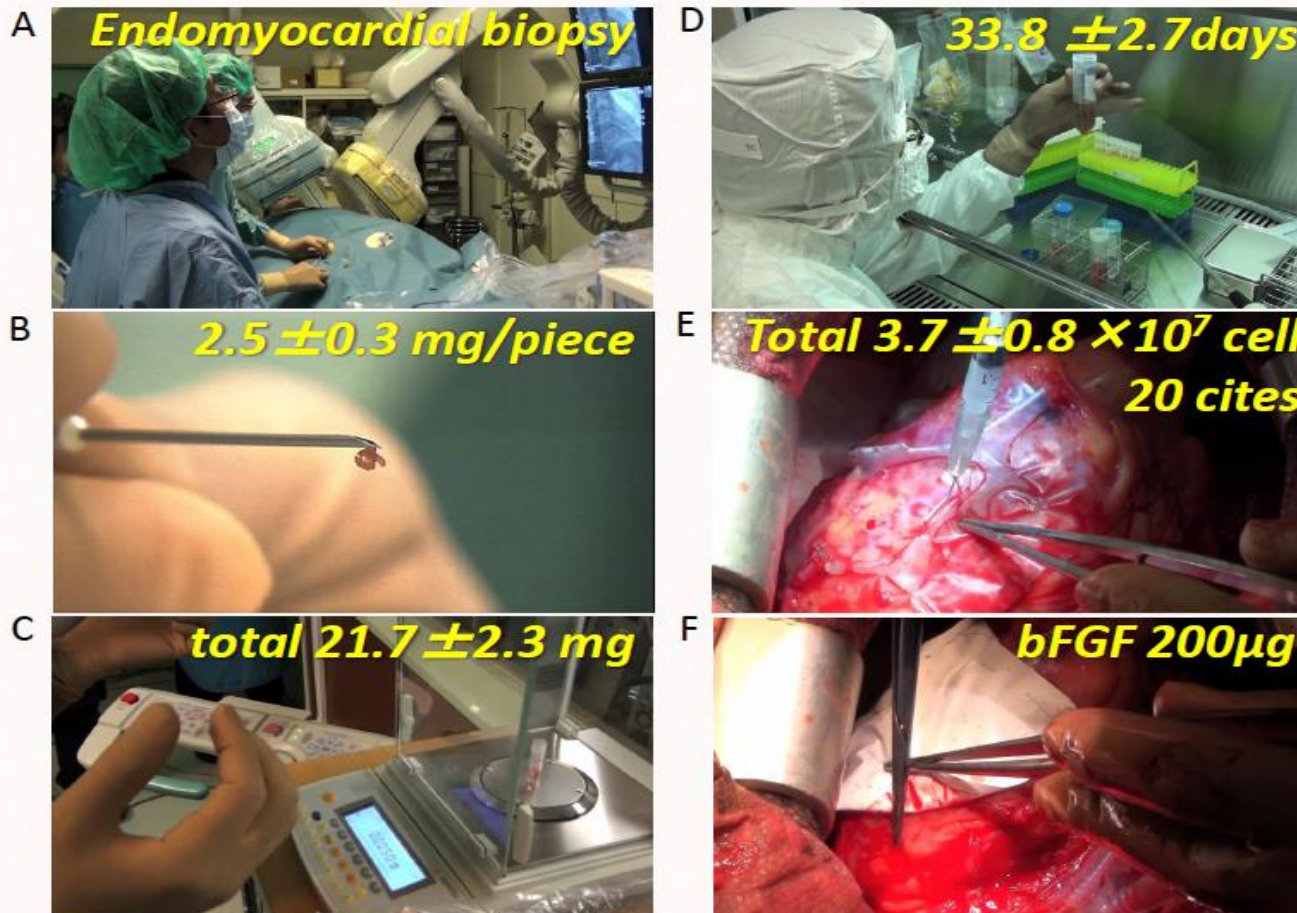 A
Endomyocardial biopsy
B
2.5 ±0.3 mg/piece
C
total 21.7±2.3 mg
D
33.8 ±2.7days
E
Total 3.7±0.8 ×10⁷ cell
20 cites
F
bFGF 200μg